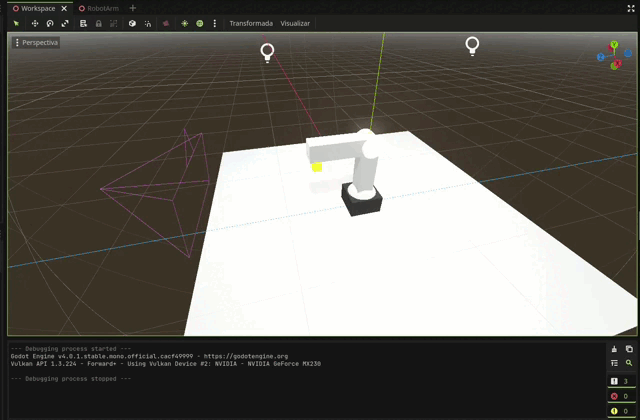 Workspace
RobotArm
Transformada
Visualizar
Perspectiva
--- Debugging process started ---
Godot Engine v4.0.1.stable.mono.official.cacf49999 - https://godotengine.org
Vulkan API 1.3.224 - Forward+ - Using Vulkan Device #2: NVIDIA - NVIDIA GeForce MX230
--- Debugging process stopped ---
3
0
0